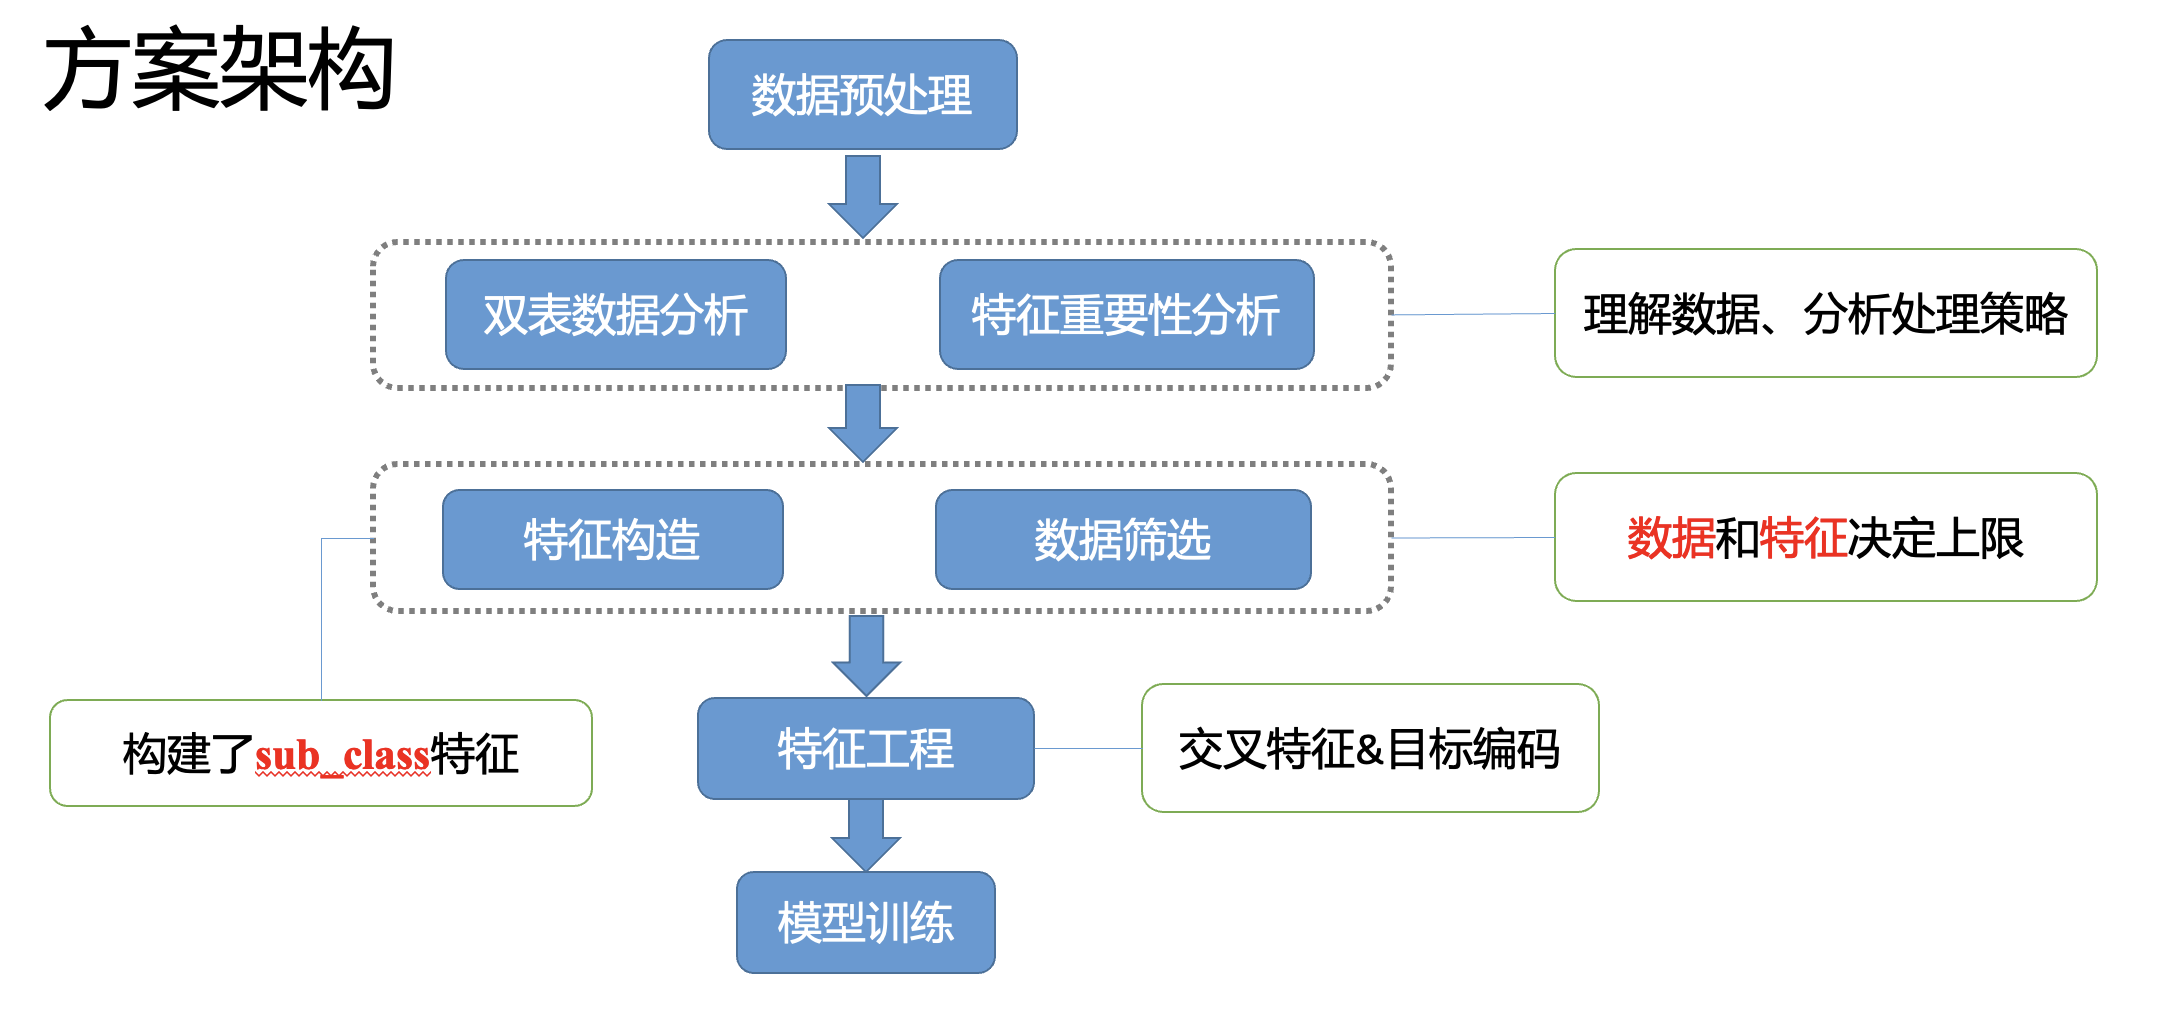 方案架构
数据预处理
双表数据分析
特征重要性分析
理解数据、分析处理策略
特征构造
数据筛选
数据和特征决定上限
构建了sub_class特征
特征工程
交叉特征&目标编码
模型训练